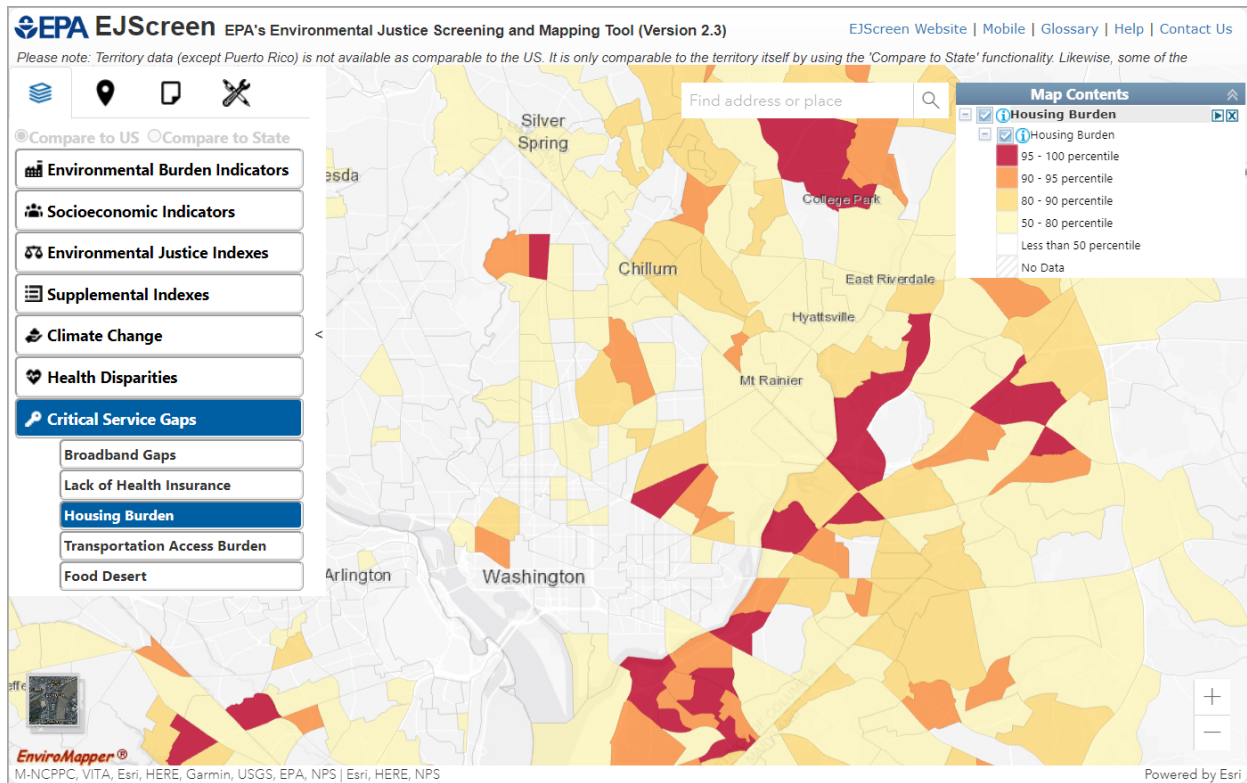 EPA EJScreen EPA's Environmental Justice Screening and Mapping Tool (Version 2.3)
EJScreen Website | Mobile | Glossary | Help | Contact Us
Please note: Territory data (except Puerto Rico) is not available as comparable to the US. It is only comparable to the territory itself by using the 'Compare to State' functionality. Likewise, some of the
Compare to US Compare to State
Environmental Burden Indicators
Socioeconomic Indicators
Environmental Justice Indexes
Supplemental Indexes
Climate Change
Health Disparities
Critical Service Gaps
Broadband Gaps
Lack of Health Insurance
Housing Burden
Transportation Access Burden
Food Desert
<
Find address or place
Map Contents
Housing Burden
Housing Burden
95 - 100 percentile
90 - 95 percentile
80 - 90 percentile
50 - 80 percentile
Less than 50 percentile
No Data
Silver
Spring
esda
College Park
Chillum
East Riverdale
Hyattsville
Mt Rainier
Arlington
Washington
effe
EnviroMapper®
M-NCPPC, VITA, Esri, HERE, Garmin, USGS, EPA, NPS | Esri, HERE, NPS
Powered by Esri